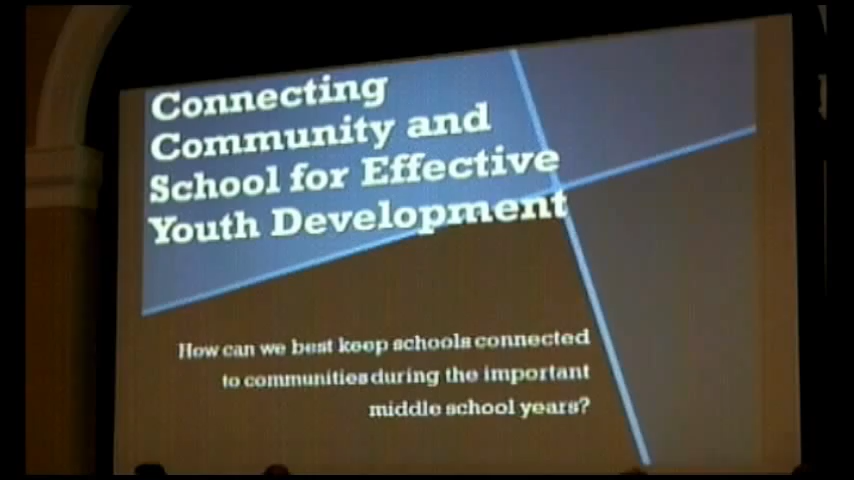 Connecting
Community and
School for Effective
Youth Development
How can we best keep schools connected
to communities during the important
middle school years?